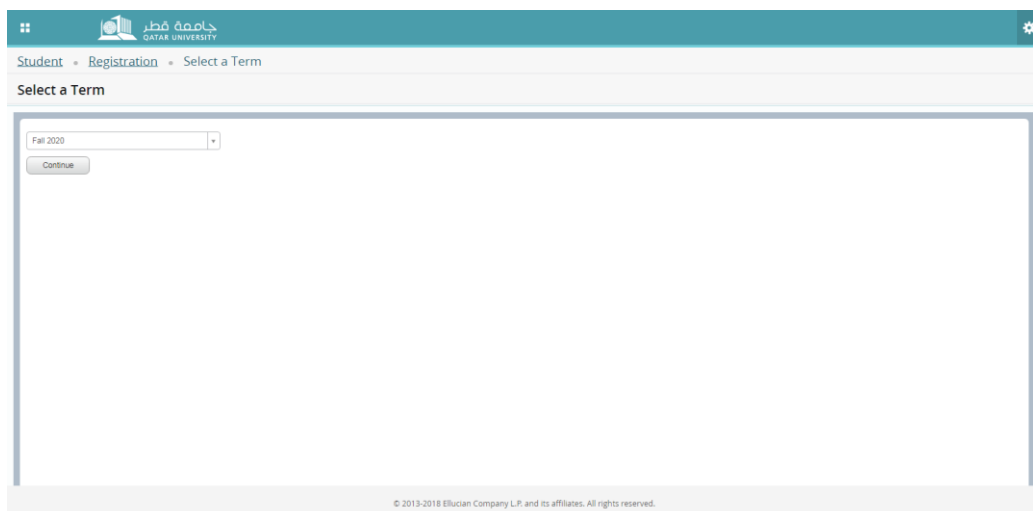 جامعة قطر
QATAR UNIVERSITY
Student • Registration • Select a Term
Select a Term
Fall 2020
Continue
© 2013-2018 Ellucian Company L.P. and its affiliates. All rights reserved.